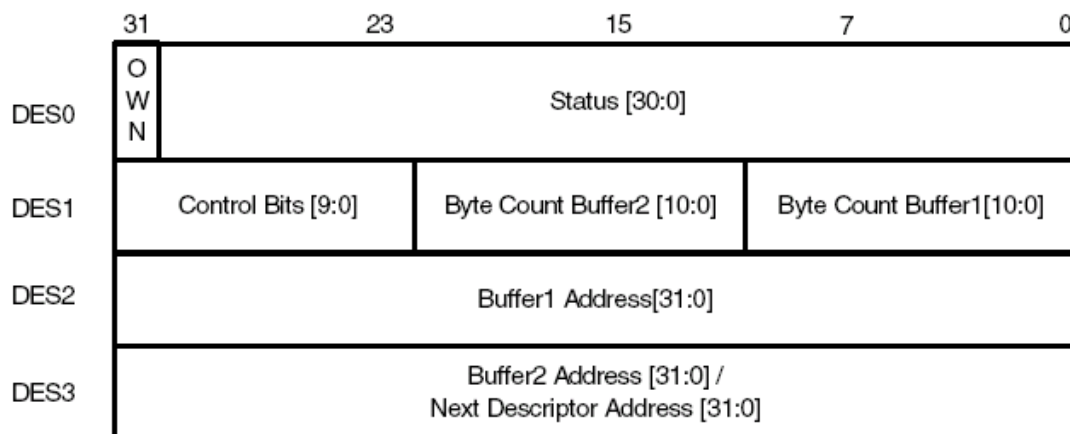 31 23 15 7 0
O
W
N
DES0 Status [30:0]
DES1 Control Bits [9:0] Byte Count Buffer2 [10:0] Byte Count Buffer1[10:0]
DES2 Buffer1 Address[31:0]
DES3 Buffer2 Address [31:0] /
Next Descriptor Address [31:0]